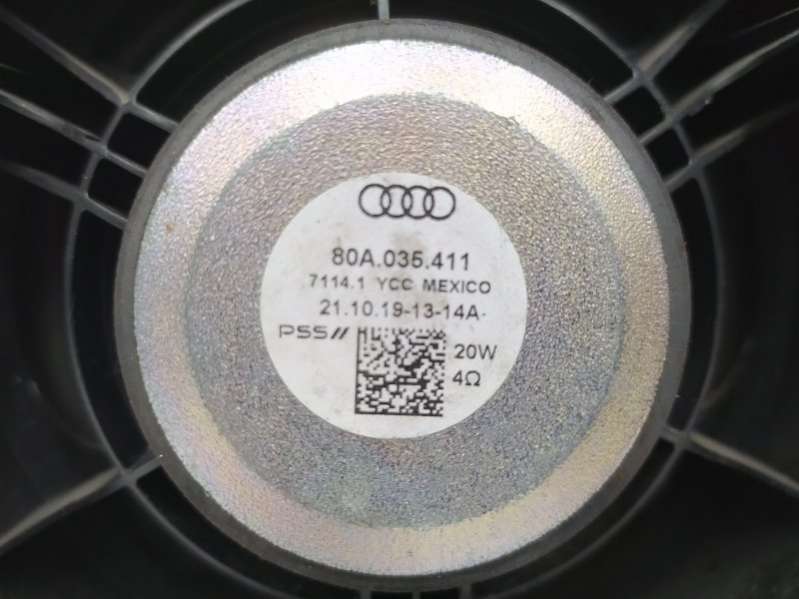 80A.035.411
7114.1 YCC MEXICO
21.10.19-13-14A
PSS//
20W
4Ω